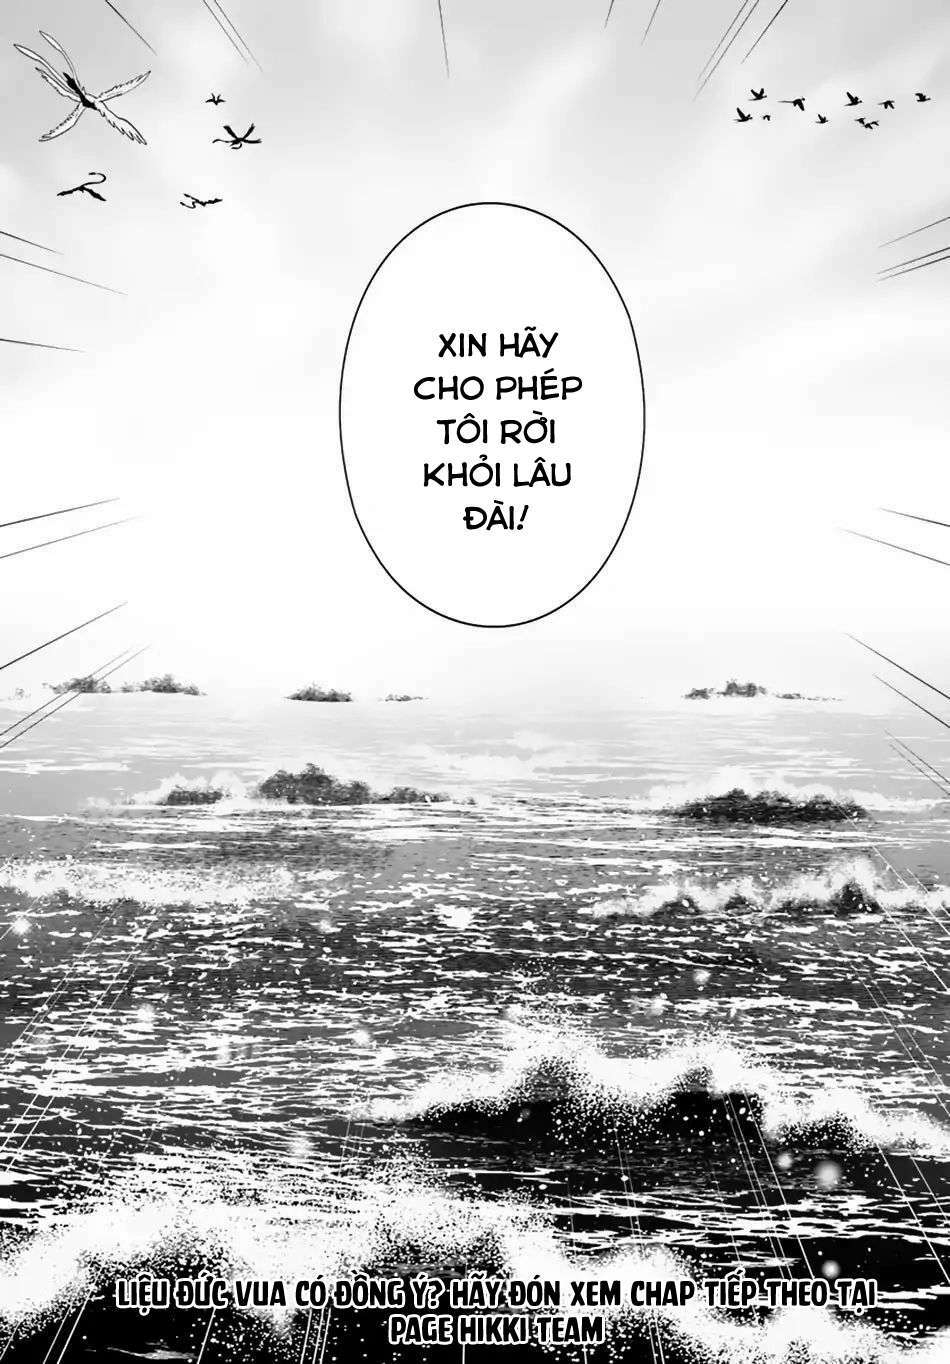 XIN HÃY
CHO PHÉP
TÔI RỜI
KHỎI LÂU
ĐÀI!
LIỆU ĐỨC VUA CÓ ĐỒNG Ý? HÃY ĐÓN XEM CHAP TIẾP THEO TẠI
PAGE HIKKI TEAM